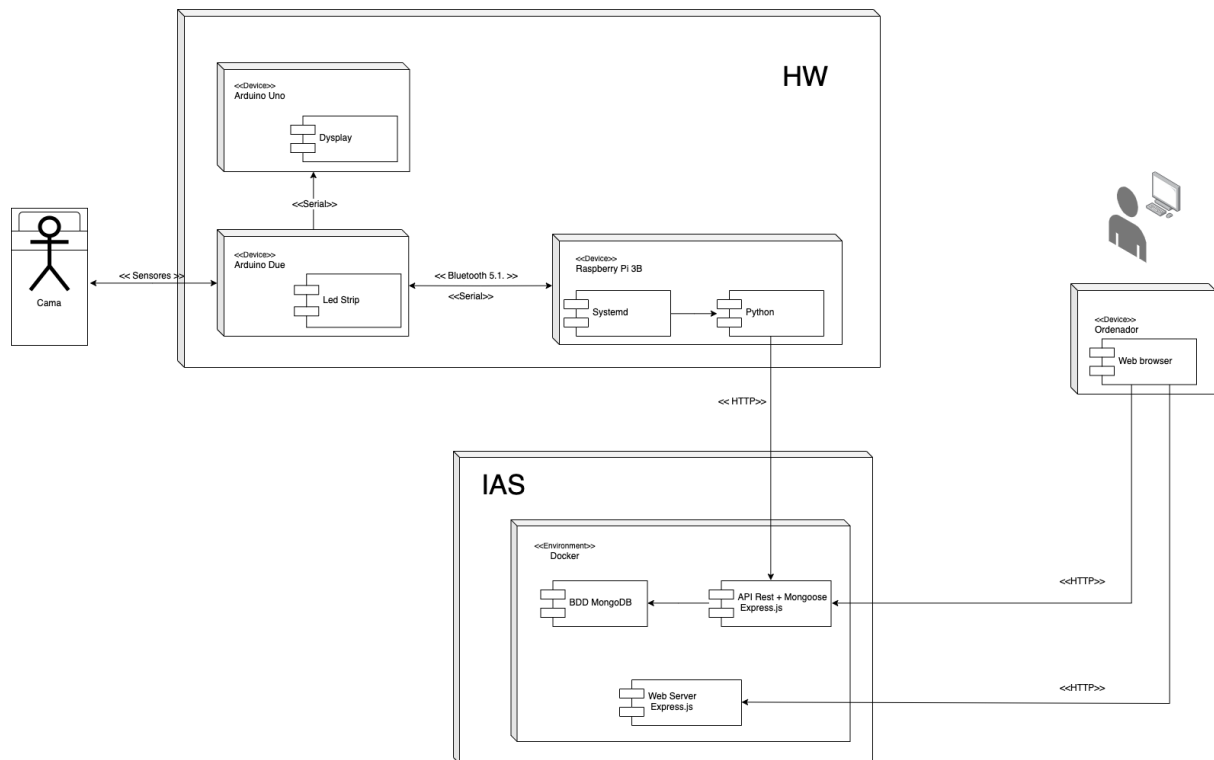 HW
<<Device>>
Arduino Uno
Dysplay
<<Serial>>
<<Device>>
Arduino Due
Led Strip
<< Sensores >>
Cama
<< Bluetooth 5.1. >>
<<Serial>>
<<Device>>
Raspberry Pi 3B
Systemd
Python
<<Device>>
Ordenador
Web browser
<< HTTP>>
IAS
<<Environment>>
Docker
BDD MongoDB
API Rest + Mongoose
Express.js
<<HTTP>>
Web Server
Express.js
<<HTTP>>